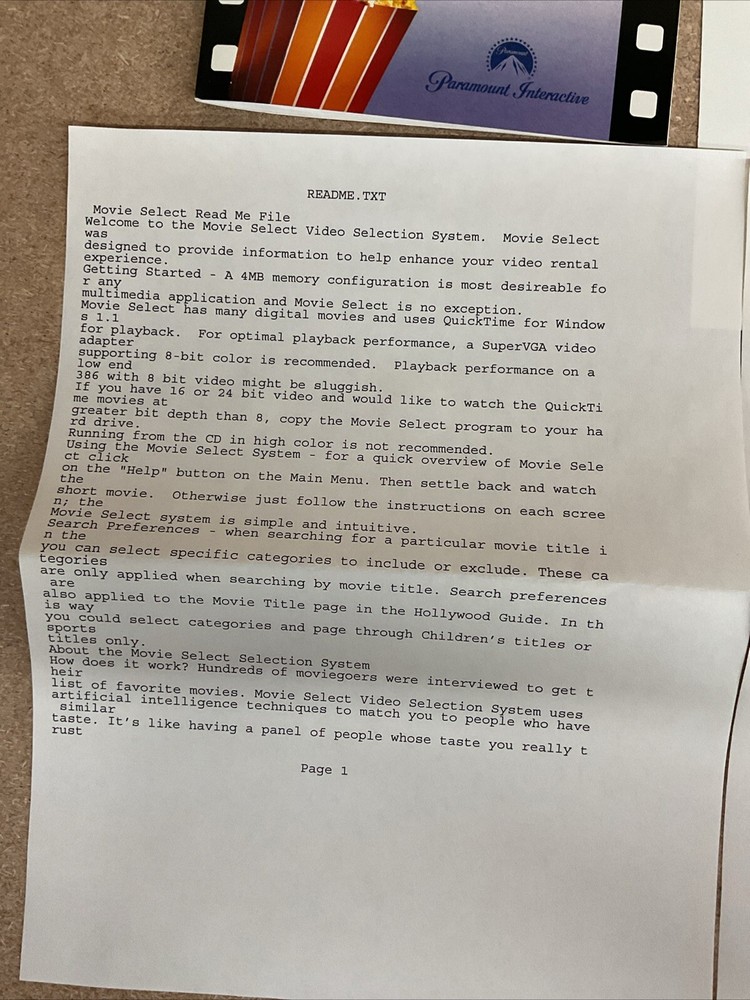 Paramount
Paramount Interactive
README.TXT
Movie Select Read Me File
Welcome to the Movie Select Video Selection System.  Movie Select
was
designed to provide information to help enhance your video rental
experience.
Getting Started - A 4MB memory configuration is most desireable fo
r any
multimedia application and Movie Select is no exception.
Movie Select has many digital movies and uses QuickTime for Window
s 1.1
for playback.  For optimal playback performance, a SuperVGA video
adapter
supporting 8-bit color is recommended.  Playback performance on a
low end
386 with 8 bit video might be sluggish.
If you have 16 or 24 bit video and would like to watch the QuickTi
me movies at
greater bit depth than 8, copy the Movie Select program to your ha
rd drive.
Running from the CD in high color is not recommended.
Using the Movie Select System - for a quick overview of Movie Sele
ct click
on the "Help" button on the Main Menu. Then settle back and watch
the
short movie.  Otherwise just follow the instructions on each scree
n; the
Movie Select system is simple and intuitive.
Search Preferences - when searching for a particular movie title i
n the
you can select specific categories to include or exclude. These ca
tegories
are only applied when searching by movie title. Search preferences
are
also applied to the Movie Title page in the Hollywood Guide. In th
is way
you could select categories and page through Children's titles or
sports
titles only.
About the Movie Select Selection System
How does it work? Hundreds of moviegoers were interviewed to get t
heir
list of favorite movies. Movie Select Video Selection System uses
artificial intelligence techniques to match you to people who have
similar
taste. It's like having a panel of people whose taste you really t
rust
Page 1